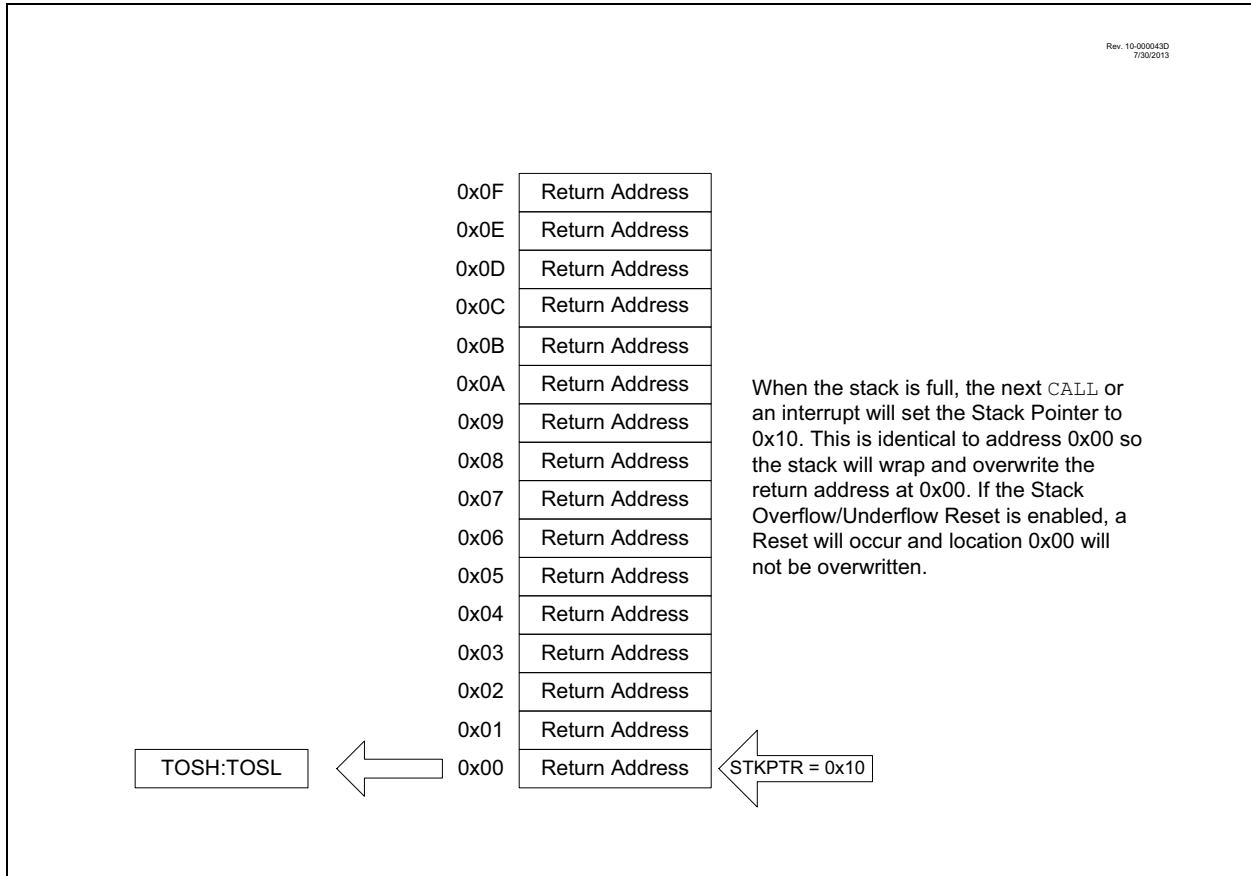 Rev. 10-000043D
7/30/2013
0x0F Return Address
0x0E Return Address
0x0D Return Address
0x0C Return Address
0x0B Return Address
0x0A Return Address
0x09 Return Address
0x08 Return Address
0x07 Return Address
0x06 Return Address
0x05 Return Address
0x04 Return Address
0x03 Return Address
0x02 Return Address
0x01 Return Address
TOSH:TOSL 0x00 Return Address STKPTR = 0x10
When the stack is full, the next CALL or
an interrupt will set the Stack Pointer to
0x10. This is identical to address 0x00 so
the stack will wrap and overwrite the
return address at 0x00. If the Stack
Overflow/Underflow Reset is enabled, a
Reset will occur and location 0x00 will
not be overwritten.